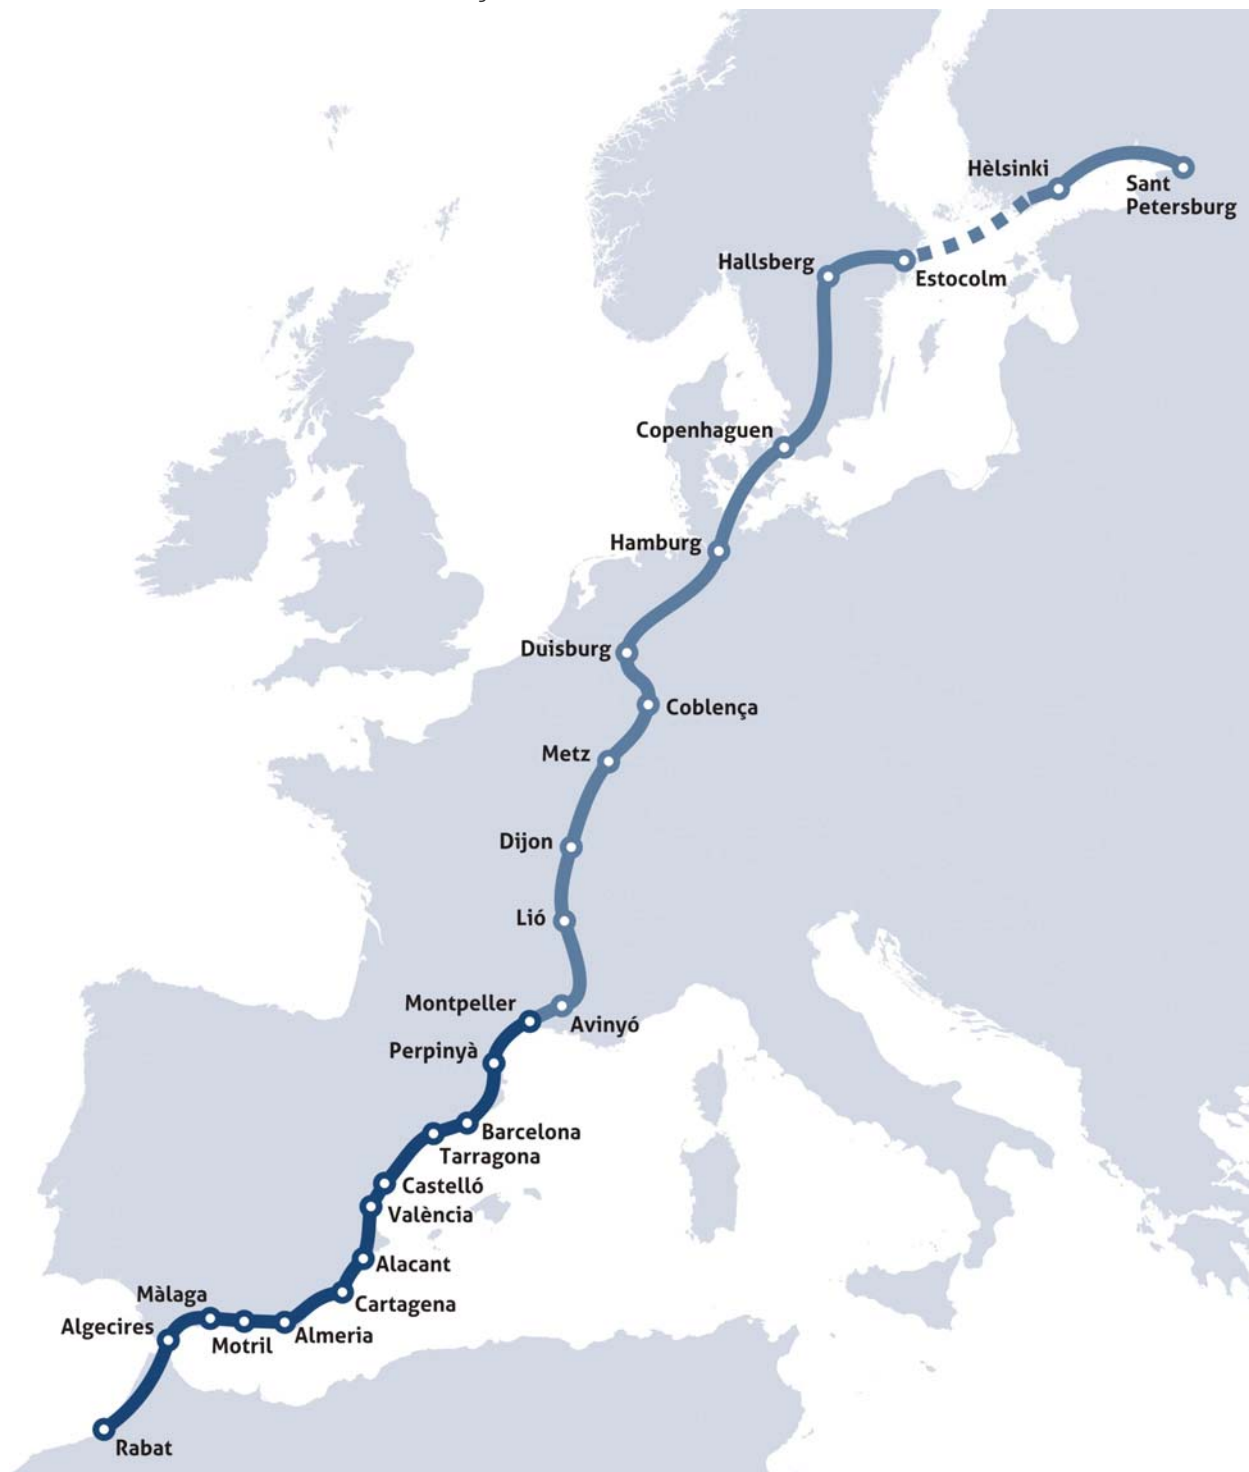 Hèlsinki
Sant
Petersburg
Hallsberg
Estocolm
Copenhaguen
Hamburg
Duisburg
Coblença
Metz
Dijon
Lió
Montpeller
Avinyó
Perpinyà
Barcelona
Tarragona
Castelló
València
Alacant
Màlaga
Cartagena
Algecires
Almeria
Motril
Rabat